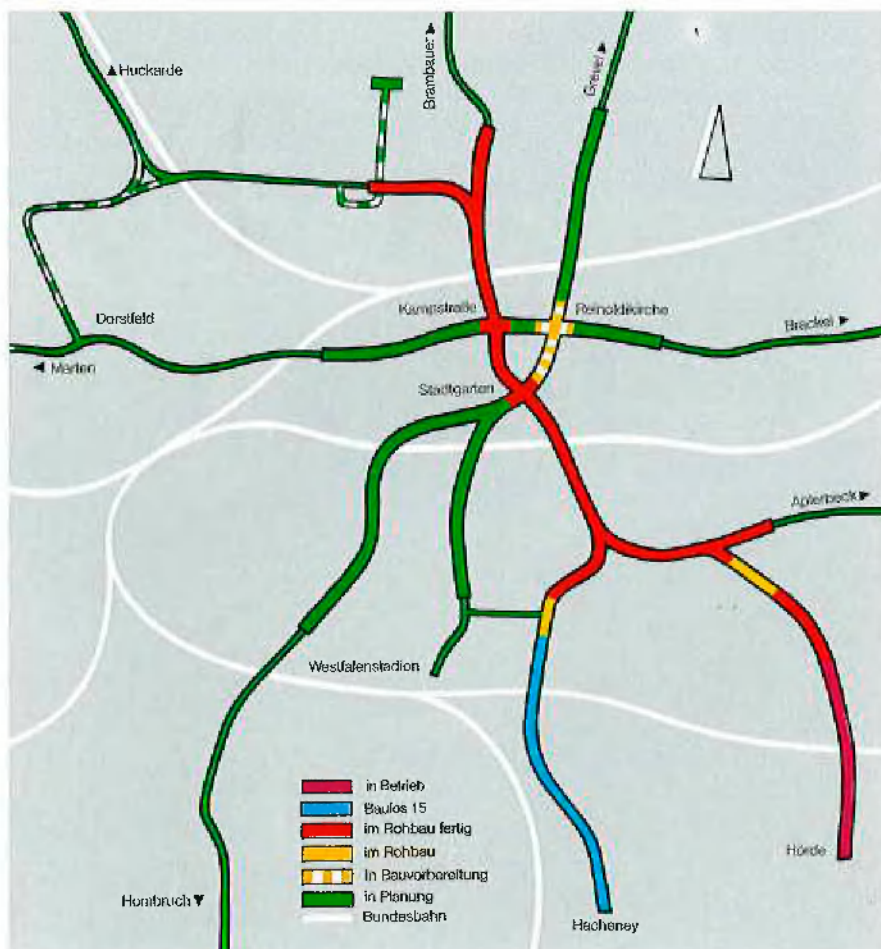 ▲Huckarde
Brambauer ▲
Grevel ▲
Kampstraße
Reinoldikirche
Dorstfeld
Brackel ▶
◀ Marten
Stadtgarten
Aplerbeck ▶
Westfalenstadion
in Betrieb
Baulos 15
im Rohbau fertig
im Rohbau
In Bauvorbereitung
in Planung
Bundesbahn
Hörde
Hombruch ▼
Hacheney